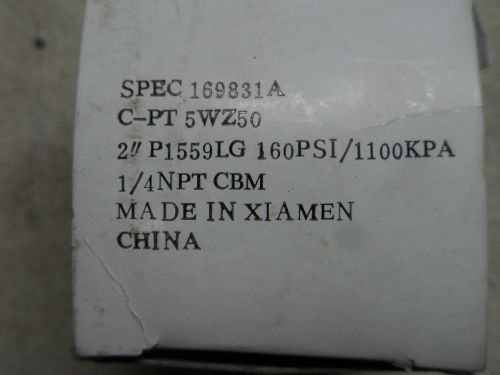 SPEC 169831A
C-PT 5WZ50
2" P1559LG 160PSI/1100KPA
1/4NPT CBM
MADE IN XIAMEN
CHINA